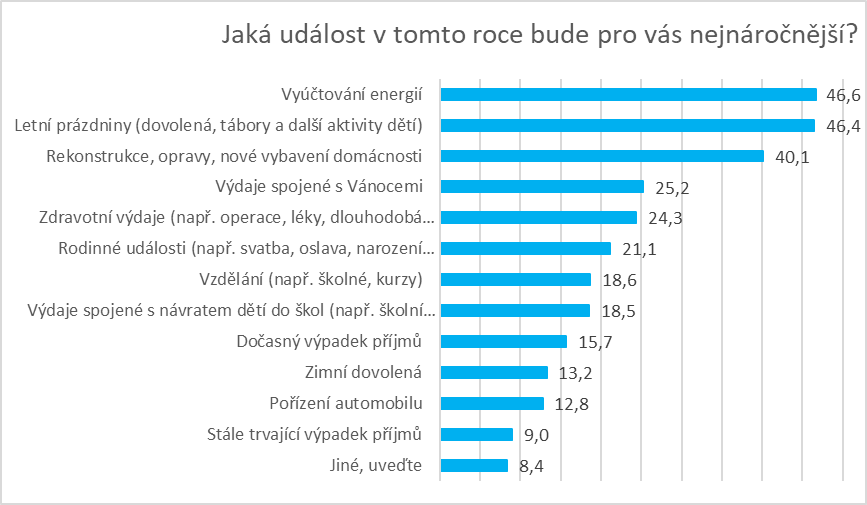 Jaká událost v tomto roce bude pro vás nejnáročnější?
Vyúčtování energií 46,6
Letní prázdniny (dovolená, tábory a další aktivity dětí) 46,4
Rekonstrukce, opravy, nové vybavení domácnosti 40,1
Výdaje spojené s Vánocemi 25,2
Zdravotní výdaje (např. operace, léky, dlouhodobá... 24,3
Rodinné události (např. svatba, oslava, narození... 21,1
Vzdělání (např. školné, kurzy) 18,6
Výdaje spojené s návratem dětí do škol (např. školní... 18,5
Dočasný výpadek příjmů 15,7
Zimní dovolená 13,2
Pořízení automobilu 12,8
Stále trvající výpadek příjmů 9,0
Jiné, uveďte 8,4